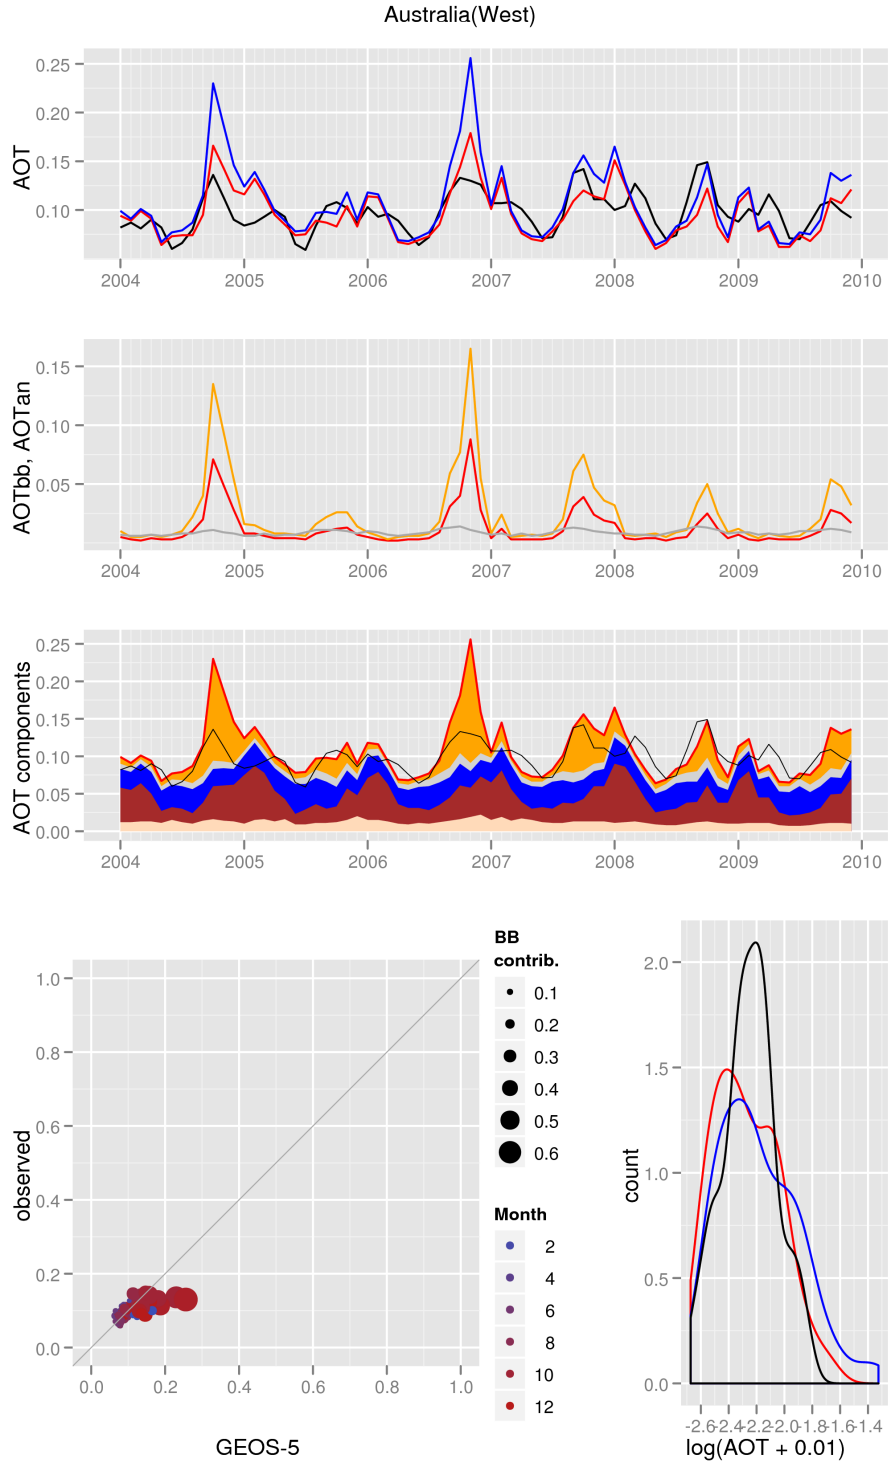 Australia(West)
AOT
0.25
0.20
0.15
0.10
2004 2005 2006 2007 2008 2009 2010
AOTbb, AOTan
0.15
0.10
0.05
2004 2005 2006 2007 2008 2009 2010
AOT components
0.25
0.20
0.15
0.10
0.05
0.00
2004 2005 2006 2007 2008 2009 2010
observed
1.0
0.8
0.6
0.4
0.2
0.0
0.0 0.2 0.4 0.6 0.8 1.0
GEOS-5
BB
contrib.
0.1
0.2
0.3
0.4
0.5
0.6
Month
2
4
6
8
10
12
count
2.0
1.5
1.0
0.5
0.0
-2.6 -2.4 -2.2 -2.0 -1.8 -1.6 -1.4
log(AOT + 0.01)